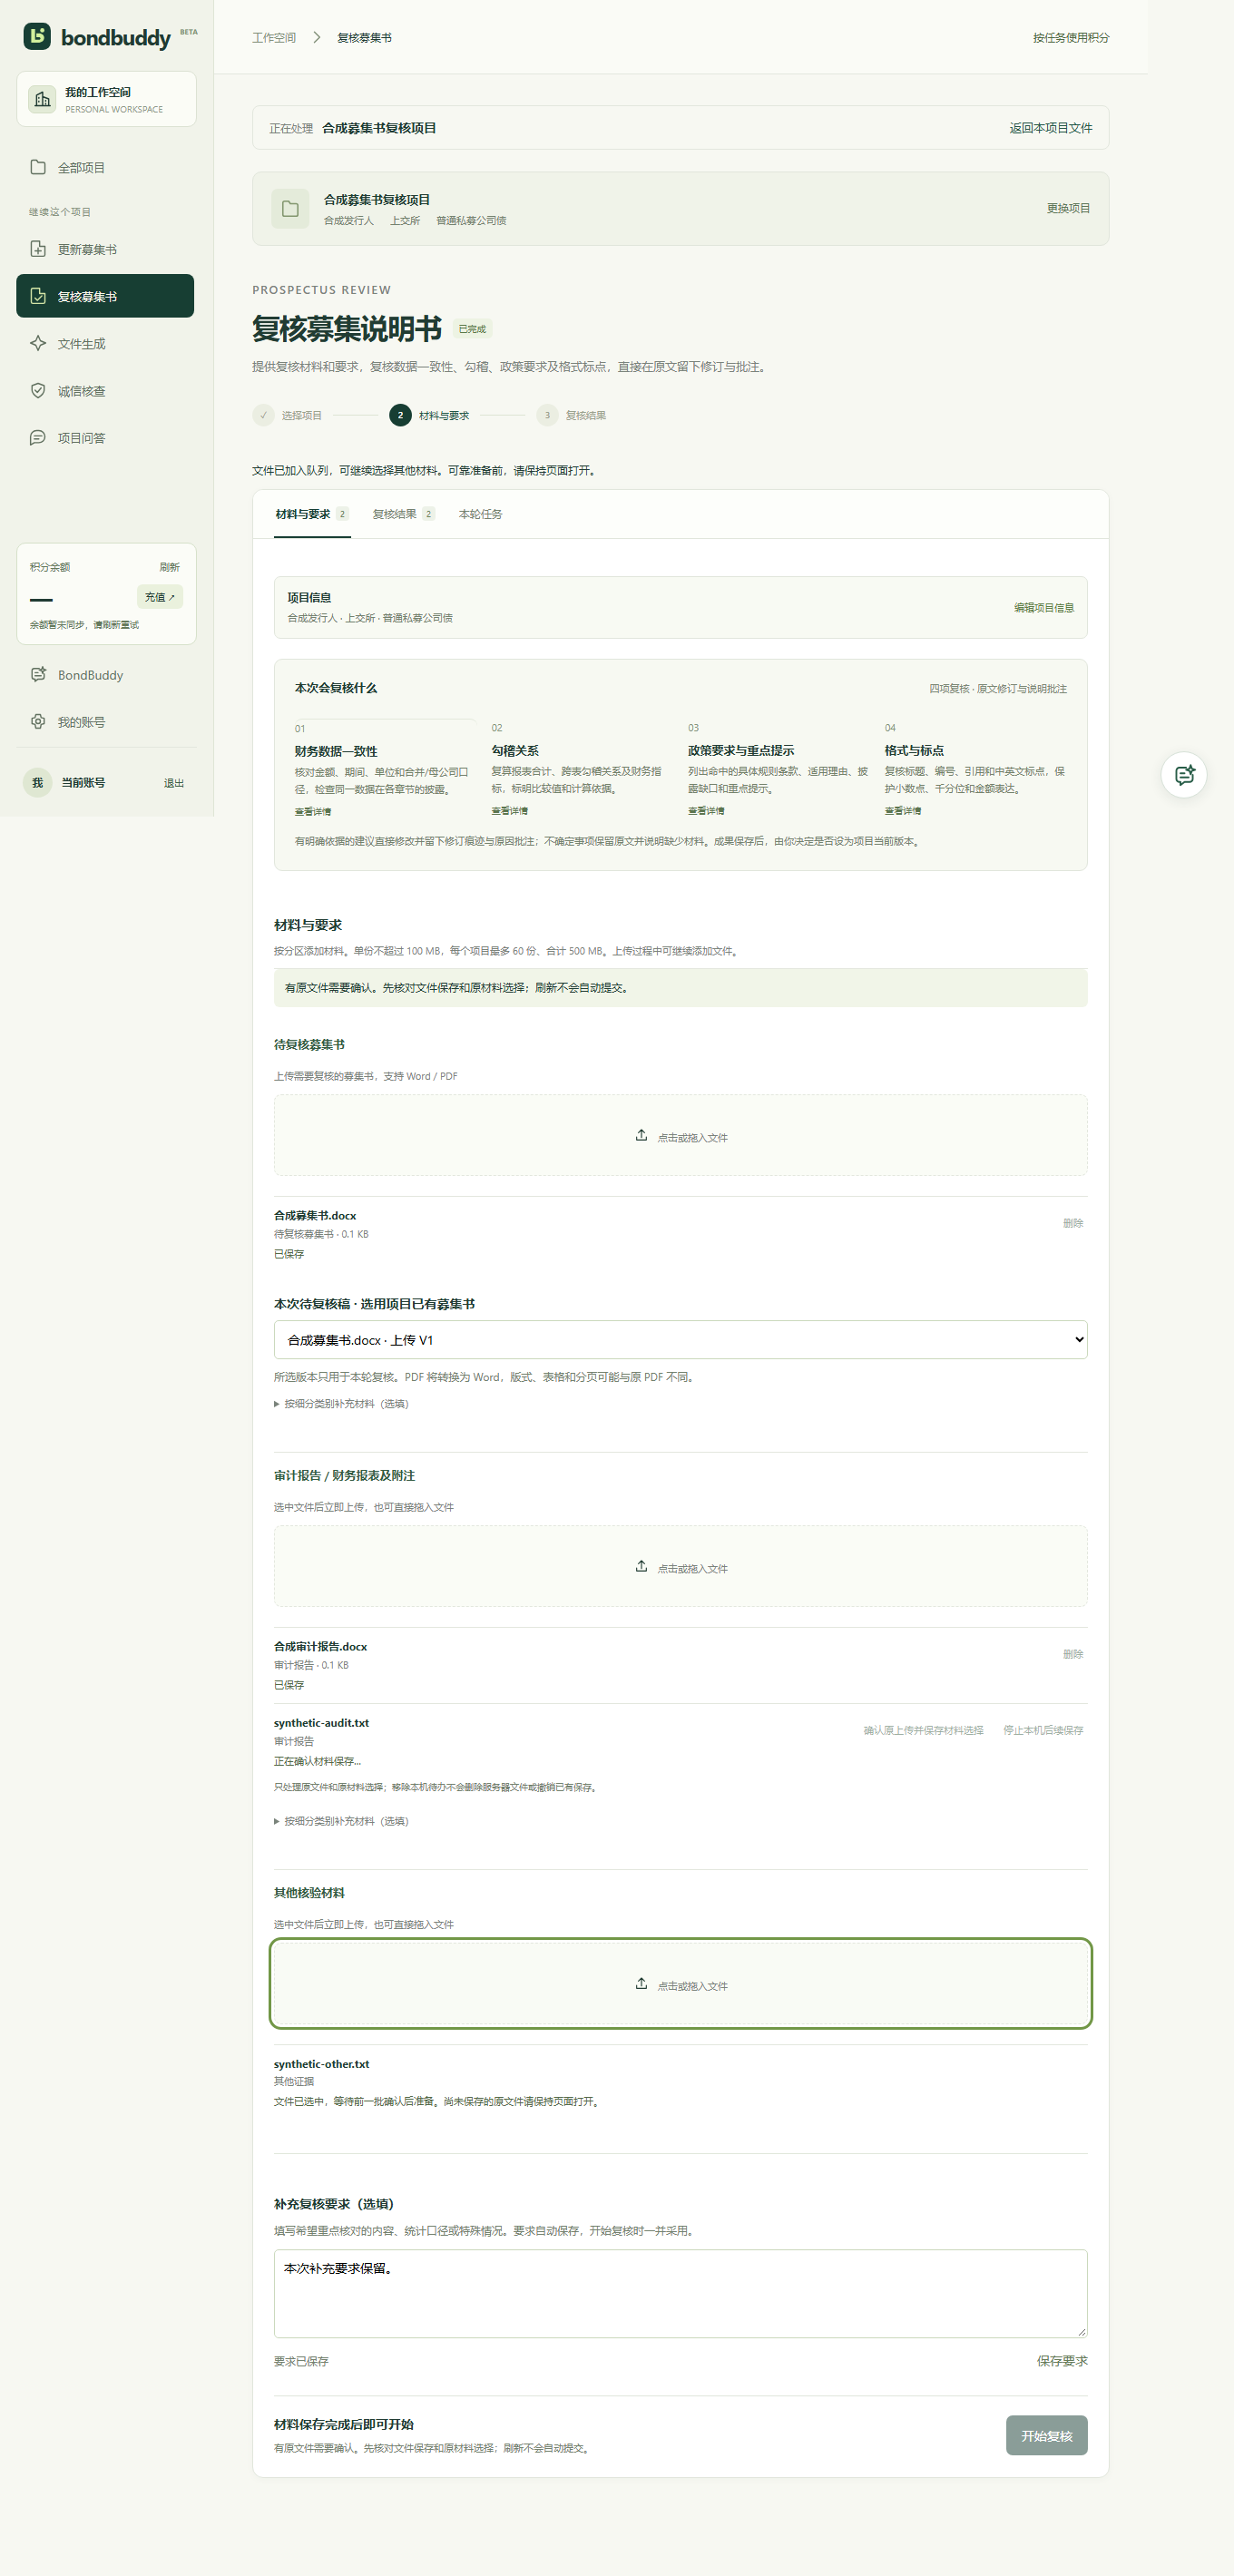 bondbuddy BETA
我的工作空间
PERSONAL WORKSPACE
全部项目
继续这个项目
更新募集书
复核募集书
文件生成
诚信核查
项目问答
积分余额 刷新
— 充值 ↗
余额暂未同步，请刷新重试
BondBuddy
我的账号
我 当前账号 退出
工作空间 > 复核募集书 按任务使用积分
正在处理 合成募集书复核项目 返回本项目文件
合成募集书复核项目
合成发行人 上交所 普通私募公司债 更换项目
PROSPECTUS REVIEW
复核募集说明书 已完成
提供复核材料和要求，复核数据一致性、勾稽、政策要求及格式标点，直接在原文留下修订与批注。
✓ 选择项目 2 材料与要求 3 复核结果
文件已加入队列，可继续选择其他材料。可靠准备前，请保持页面打开。
材料与要求 2 复核结果 2 本轮任务
项目信息
合成发行人 · 上交所 · 普通私募公司债 编辑项目信息
本次会复核什么 四项复核 · 原文修订与说明批注
01
财务数据一致性
核对金额、期间、单位和合并/母公司口
径，检查同一数据在各章节的披露。
查看详情
02
勾稽关系
复算报表合计、跨表勾稽关系及财务指
标，标明比较值和计算依据。
查看详情
03
政策要求与重点提示
列出命中的具体规则条款、适用理由、披
露缺口和重点提示。
查看详情
04
格式与标点
复核标题、编号、引用和中英文标点，保
护小数点、千分位和金额表达。
查看详情
有明确依据的建议直接修改并留下修订痕迹与原因批注；不确定事项保留原文并说明缺少材料。成果保存后，由你决定是否设为项目当前版本。
材料与要求
按分区添加材料。单份不超过 100 MB，每个项目最多 60 份、合计 500 MB。上传过程中可继续添加文件。
有原文件需要确认。先核对文件保存和原材料选择；刷新不会自动提交。
待复核募集书
上传需要复核的募集书，支持 Word / PDF
点击或拖入文件
合成募集书.docx
待复核募集书 · 0.1 KB 删除
已保存
本次待复核稿 · 选用项目已有募集书
合成募集书.docx · 上传 V1
所选版本只用于本轮复核。PDF 将转换为 Word，版式、表格和分页可能与原 PDF 不同。
▶ 按细分类别补充材料（选填）
审计报告 / 财务报表及附注
选中文件后立即上传，也可直接拖入文件
点击或拖入文件
合成审计报告.docx
审计报告 · 0.1 KB 删除
已保存
synthetic-audit.txt
审计报告 确认原上传并保存材料选择 停止本机后续保存
正在确认材料保存…
只处理原文件和原材料选择；移除本机待办不会删除服务器文件或撤销已有保存。
▶ 按细分类别补充材料（选填）
其他核验材料
选中文件后立即上传，也可直接拖入文件
点击或拖入文件
synthetic-other.txt
其他证据
文件已选中，等待前一批确认后准备。尚未保存的原文件请保持页面打开。
补充复核要求（选填）
填写希望重点核对的内容、统计口径或特殊情况。要求自动保存，开始复核时一并采用。
本次补充要求保留。
要求已保存 保存要求
材料保存完成后即可开始
有原文件需要确认。先核对文件保存和原材料选择；刷新不会自动提交。 开始复核